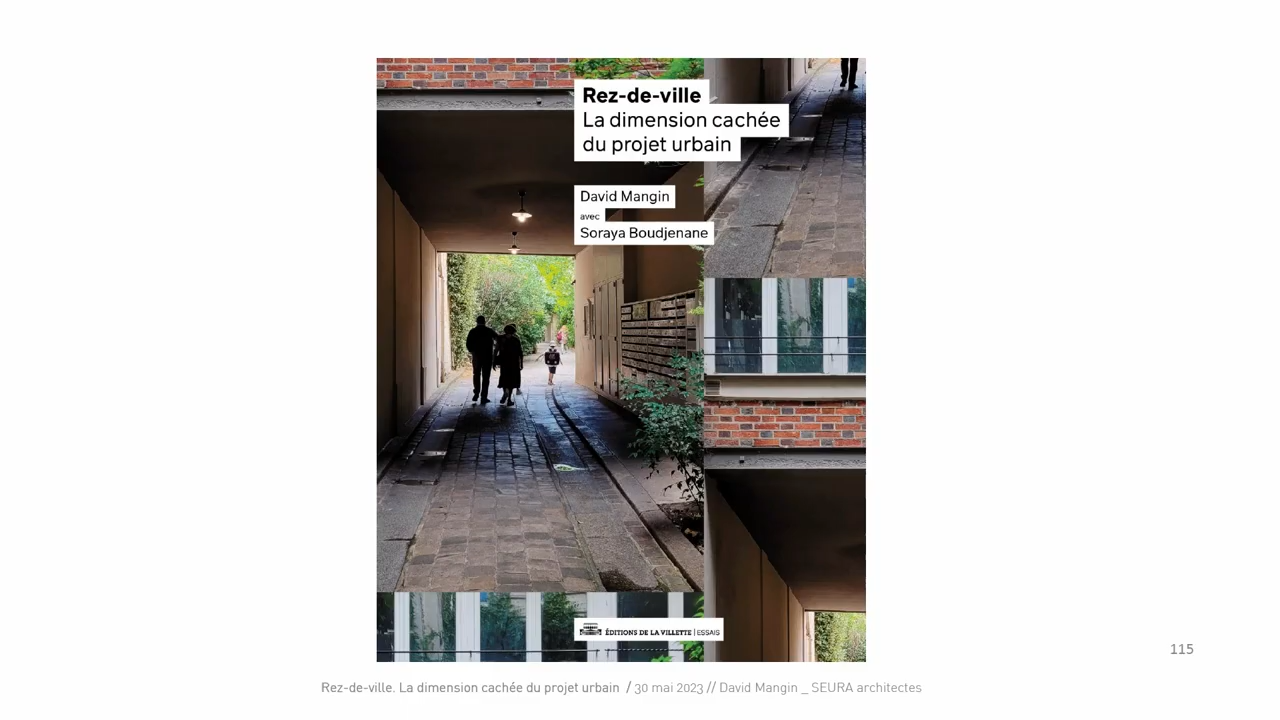 Rez-de-ville
La dimension cachée
du projet urbain
David Mangin
avec
Soraya Boudjenane
ÉDITIONS DE LA VILLETTE | ESSAIS
115
Rez-de-ville. La dimension cachée du projet urbain / 30 mai 2023 // David Mangin _ SEURA architectes